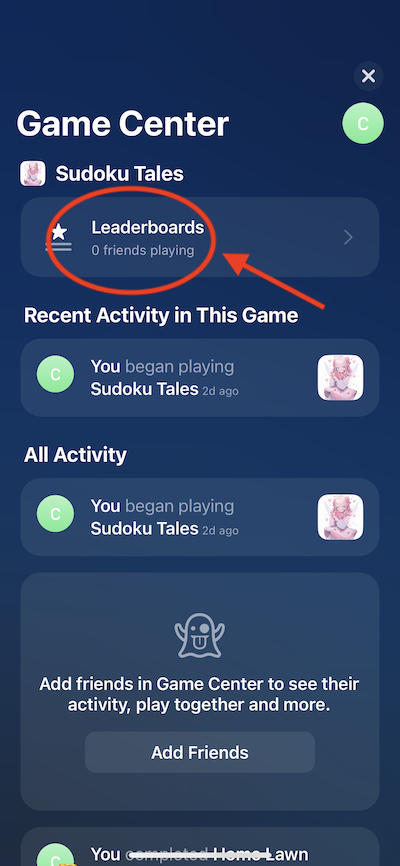 Game Center
C
Sudoku Tales
Leaderboards
0 friends playing
Recent Activity in This Game
C
You began playing
Sudoku Tales 2d ago
All Activity
C
You began playing
Sudoku Tales 2d ago
Add friends in Game Center to see their
activity, play together and more.
Add Friends
C
You completed Home Lawn